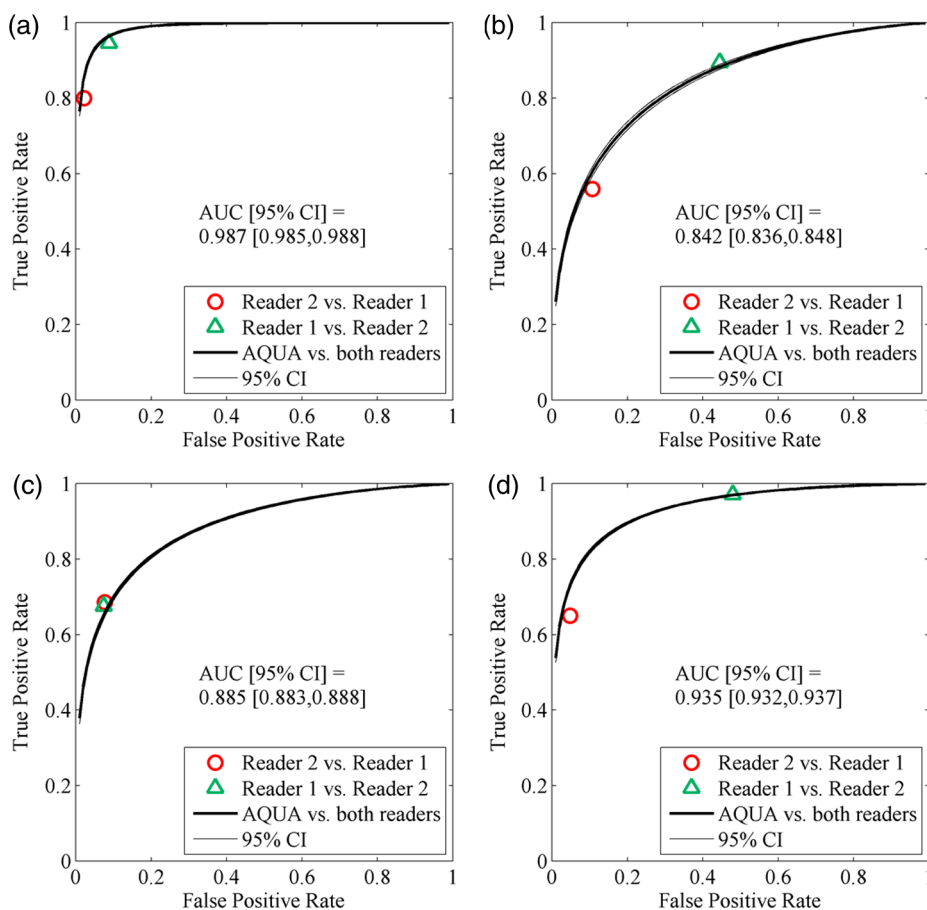 (a)
1
0.8
0.6
0.4
0.2
0
True Positive Rate
AUC [95% CI] =
0.987 [0.985,0.988]
Reader 2 vs. Reader 1
Reader 1 vs. Reader 2
AQUA vs. both readers
95% CI
0 0.2 0.4 0.6 0.8 1
False Positive Rate
(b)
1
0.8
0.6
0.4
0.2
0
True Positive Rate
AUC [95% CI] =
0.842 [0.836,0.848]
Reader 2 vs. Reader 1
Reader 1 vs. Reader 2
AQUA vs. both readers
95% CI
0 0.2 0.4 0.6 0.8 1
False Positive Rate
(c)
1
0.8
0.6
0.4
0.2
0
True Positive Rate
AUC [95% CI] =
0.885 [0.883,0.888]
Reader 2 vs. Reader 1
Reader 1 vs. Reader 2
AQUA vs. both readers
95% CI
0 0.2 0.4 0.6 0.8 1
False Positive Rate
(d)
1
0.8
0.6
0.4
0.2
0
True Positive Rate
AUC [95% CI] =
0.935 [0.932,0.937]
Reader 2 vs. Reader 1
Reader 1 vs. Reader 2
AQUA vs. both readers
95% CI
0 0.2 0.4 0.6 0.8 1
False Positive Rate